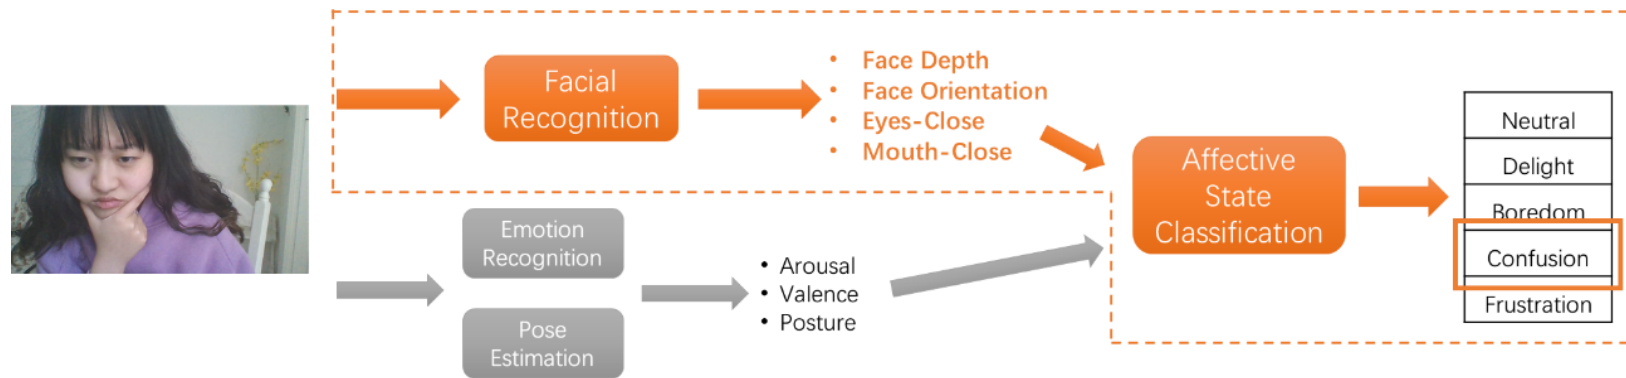 Facial
Recognition
• Face Depth
• Face Orientation
• Eyes-Close
• Mouth-Close
Emotion
Recognition
Pose
Estimation
• Arousal
• Valence
• Posture
Affective
State
Classification
Neutral
Delight
Boredom
Confusion
Frustration